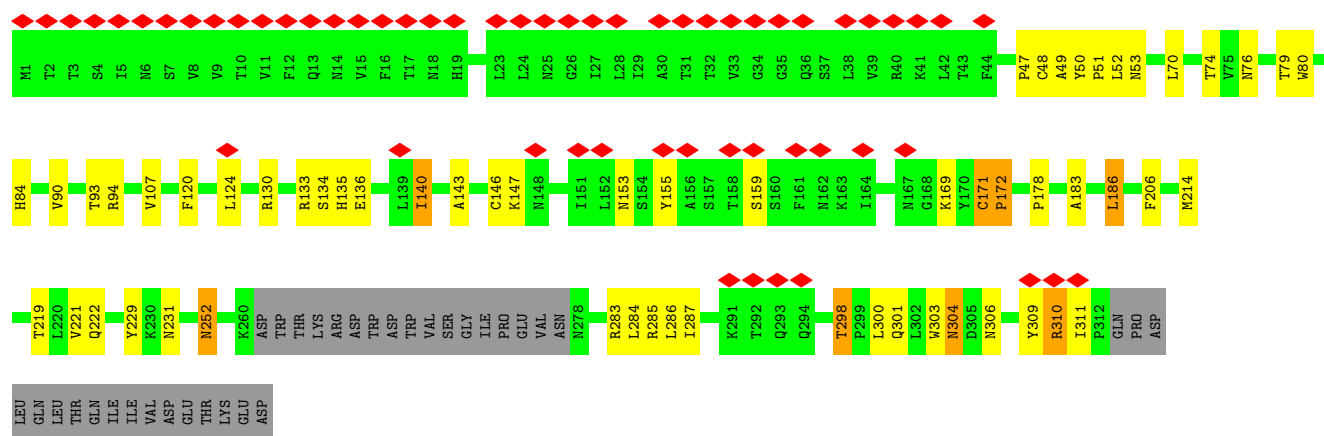 M1 T2 T3 S4 I5 N6 S7 V8 V9 T10 V11 F12 Q13 N14 V15 F16 T17 N18 H19 L23 L24 N25 G26 I27 L28 I29 A30 T31 T32 V33 G34 G35 Q36 S37 L38 V39 R40 K41 L42 T43 F44 P47 C48 A49 Y50 P51 L52 N53 L70 T74 V75 N76 T79 W80
H84 V90 T93 R94 V107 F120 L124 R130 R133 S134 H135 E136 L139 I140 A143 C146 K147 N148 I151 L152 N153 S154 Y155 A156 S157 T158 S159 S160 F161 N162 K163 I164 N167 G168 K169 Y170 C171 P172 P178 A183 L186 F206 M214
T219 L220 V221 Q222 Y229 K230 N231 N252 K260 ASP TRP THR LYS ARG ASP TRP ASP TRP VAL SER GLY ILE PRO GLU VAL ASN N278 R283 L284 R285 L286 I287 K291 T292 Q293 Q294 T298 P299 L300 Q301 L302 W303 N304 D305 N306 Y309 R310 I311 P312 GLN PRO ASP
LEU GLN LEU THR GLN ILE ILE VAL ASP GLU THR LYS GLU ASP